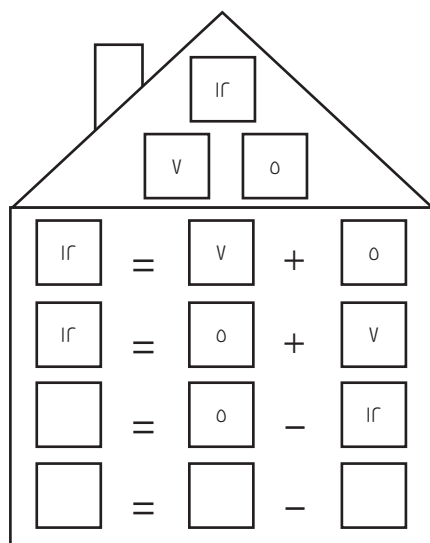 ١٢
٥ ٧
٥ + ٧ = ١٢
٧ + ٥ = ١٢
١٢ − ٥ =
− =